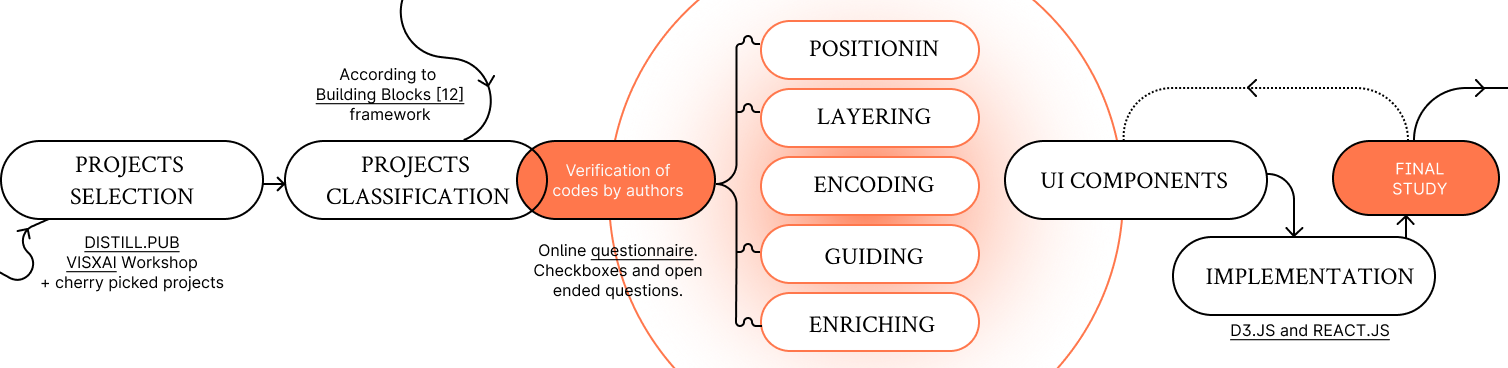 According to
Building Blocks [12]
framework
PROJECTS
SELECTION
DISTILL.PUB
VISXAI Workshop
+ cherry picked projects
PROJECTS
CLASSIFICATION
Verification of
codes by authors
Online questionnaire.
Checkboxes and open
ended questions.
POSITIONIN
LAYERING
ENCODING
GUIDING
ENRICHING
UI COMPONENTS
IMPLEMENTATION
D3.JS and REACT.JS
FINAL
STUDY